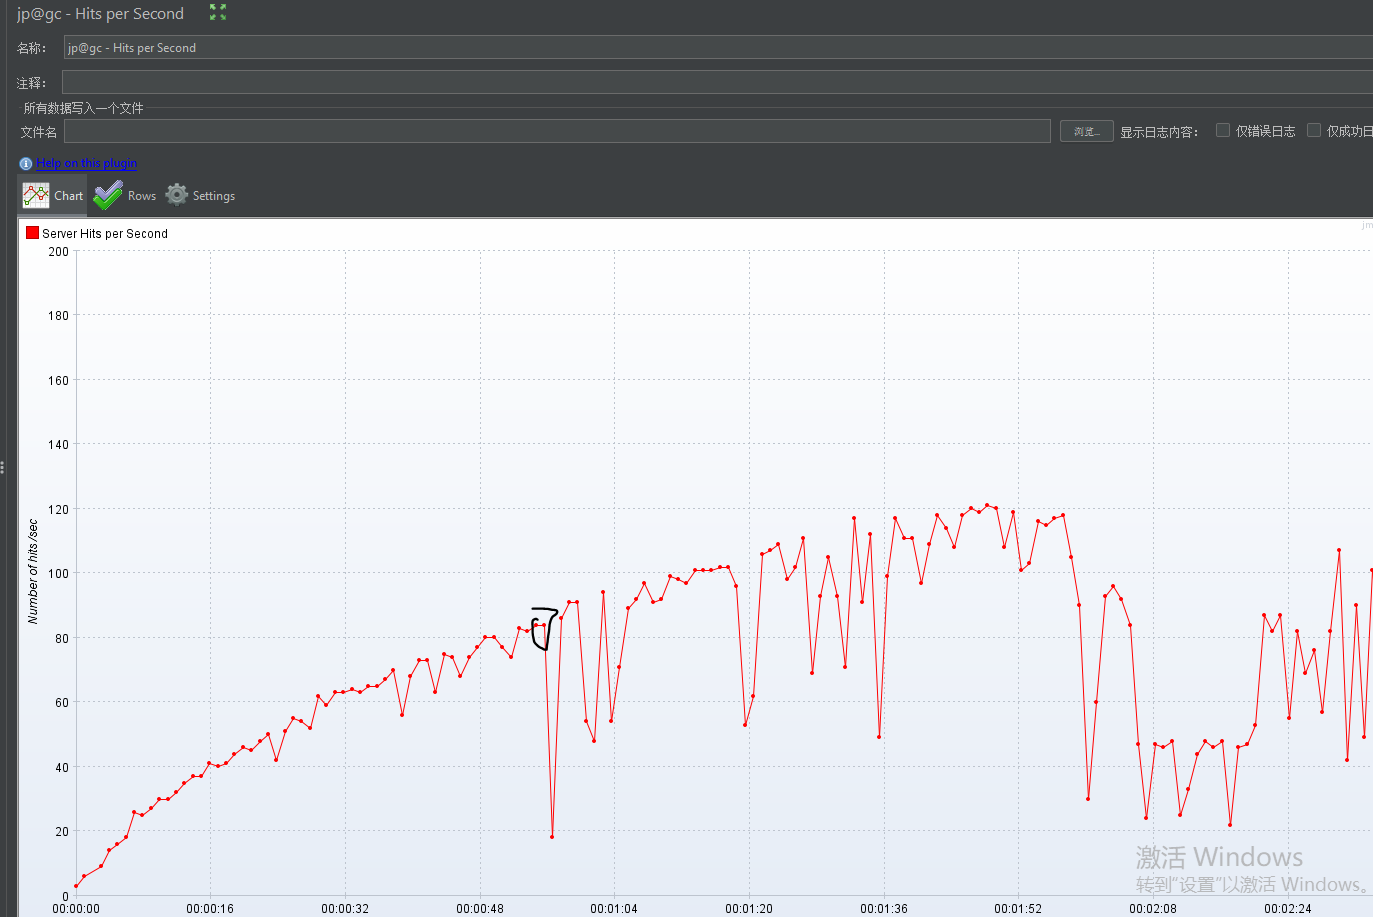 jp@gc - Hits per Second
名称： jp@gc - Hits per Second
注释：
所有数据写入一个文件
文件名 浏览... 显示日志内容： 仅错误日志 仅成功日
Help on this plugin
Chart Rows Settings
jm
Server Hits per Second
200
180
160
140
120
100
80
60
40
20
0
Number of hits /sec
00:00:00 00:00:16 00:00:32 00:00:48 00:01:04 00:01:20 00:01:36 00:01:52 00:02:08 00:02:24
激活 Windows
转到"设置"以激活 Windows。